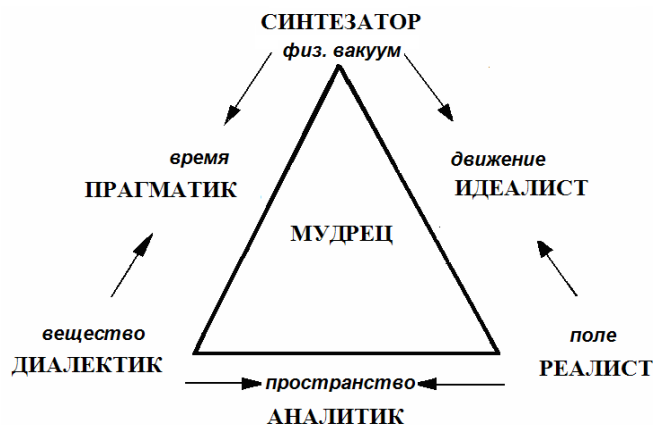 СИНТЕЗАТОР
физ. вакуум
время
ПРАГМАТИК
движение
ИДЕАЛИСТ
МУДРЕЦ
вещество
ДИАЛЕКТИК
поле
РЕАЛИСТ
пространство
АНАЛИТИК